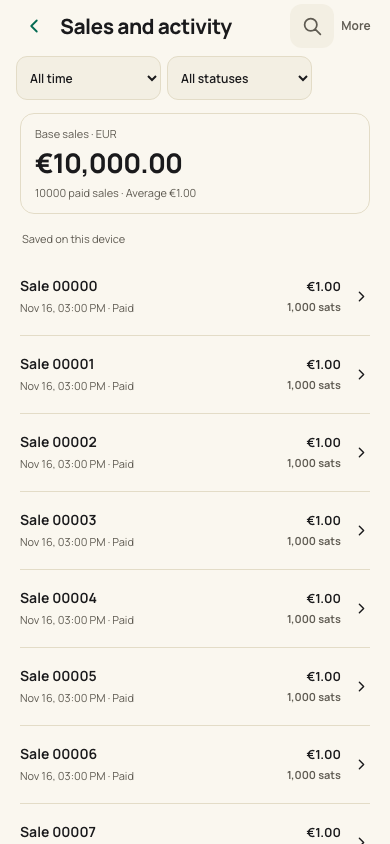 Sales and activity
More
All time
All statuses
Base sales · EUR
€10,000.00
10000 paid sales · Average €1.00
Saved on this device
Sale 00000
€1.00
Nov 16, 03:00 PM · Paid
1,000 sats
Sale 00001
€1.00
Nov 16, 03:00 PM · Paid
1,000 sats
Sale 00002
€1.00
Nov 16, 03:00 PM · Paid
1,000 sats
Sale 00003
€1.00
Nov 16, 03:00 PM · Paid
1,000 sats
Sale 00004
€1.00
Nov 16, 03:00 PM · Paid
1,000 sats
Sale 00005
€1.00
Nov 16, 03:00 PM · Paid
1,000 sats
Sale 00006
€1.00
Nov 16, 03:00 PM · Paid
1,000 sats
Sale 00007
€1.00